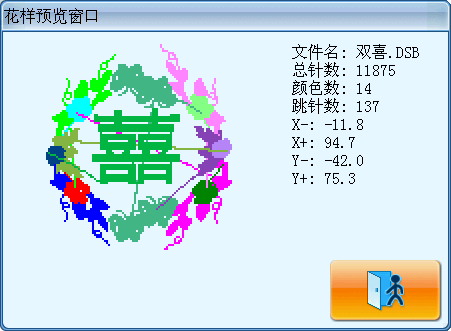 花样预览窗口
文件名: 双喜.DSB
总针数: 11875
颜色数: 14
跳针数: 137
X-: -11.8
X+: 94.7
Y-: -42.0
Y+: 75.3
囍